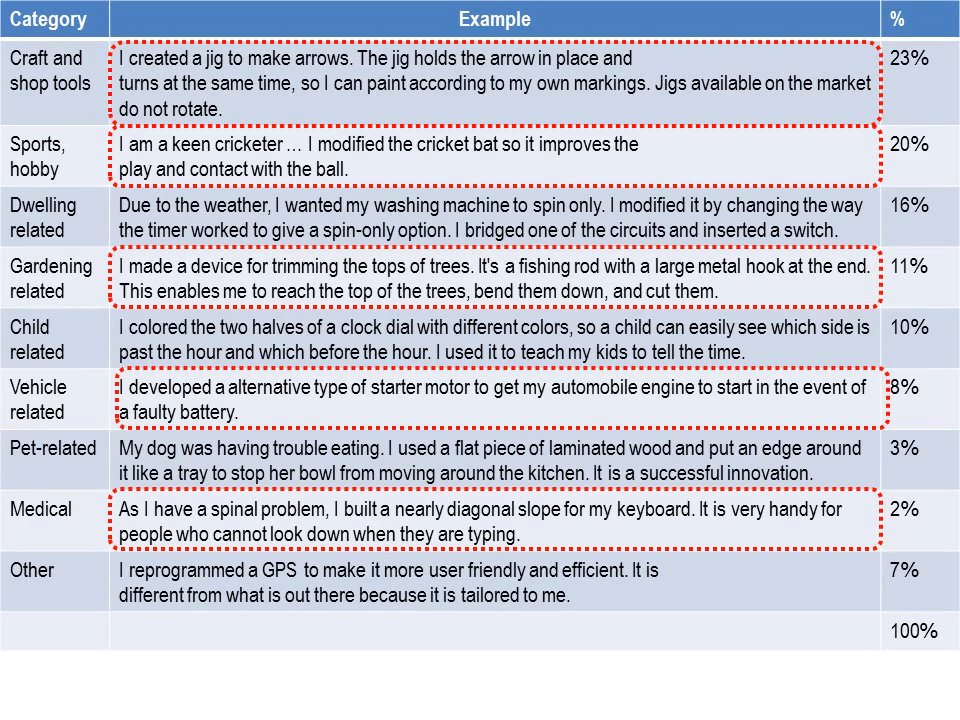 Category Example %
Craft and shop tools
I created a jig to make arrows. The jig holds the arrow in place and
turns at the same time, so I can paint according to my own markings. Jigs available on the market
do not rotate.
23%
Sports, hobby
I am a keen cricketer … I modified the cricket bat so it improves the
play and contact with the ball.
20%
Dwelling related
Due to the weather, I wanted my washing machine to spin only. I modified it by changing the way
the timer worked to give a spin-only option. I bridged one of the circuits and inserted a switch.
16%
Gardening related
I made a device for trimming the tops of trees. It's a fishing rod with a large metal hook at the end.
This enables me to reach the top of the trees, bend them down, and cut them.
11%
Child related
I colored the two halves of a clock dial with different colors, so a child can easily see which side is
past the hour and which before the hour. I used it to teach my kids to tell the time.
10%
Vehicle related
I developed a alternative type of starter motor to get my automobile engine to start in the event of
a faulty battery.
8%
Pet-related
My dog was having trouble eating. I used a flat piece of laminated wood and put an edge around
it like a tray to stop her bowl from moving around the kitchen. It is a successful innovation.
3%
Medical
As I have a spinal problem, I built a nearly diagonal slope for my keyboard. It is very handy for
people who cannot look down when they are typing.
2%
Other
I reprogrammed a GPS to make it more user friendly and efficient. It is
different from what is out there because it is tailored to me.
7%
100%